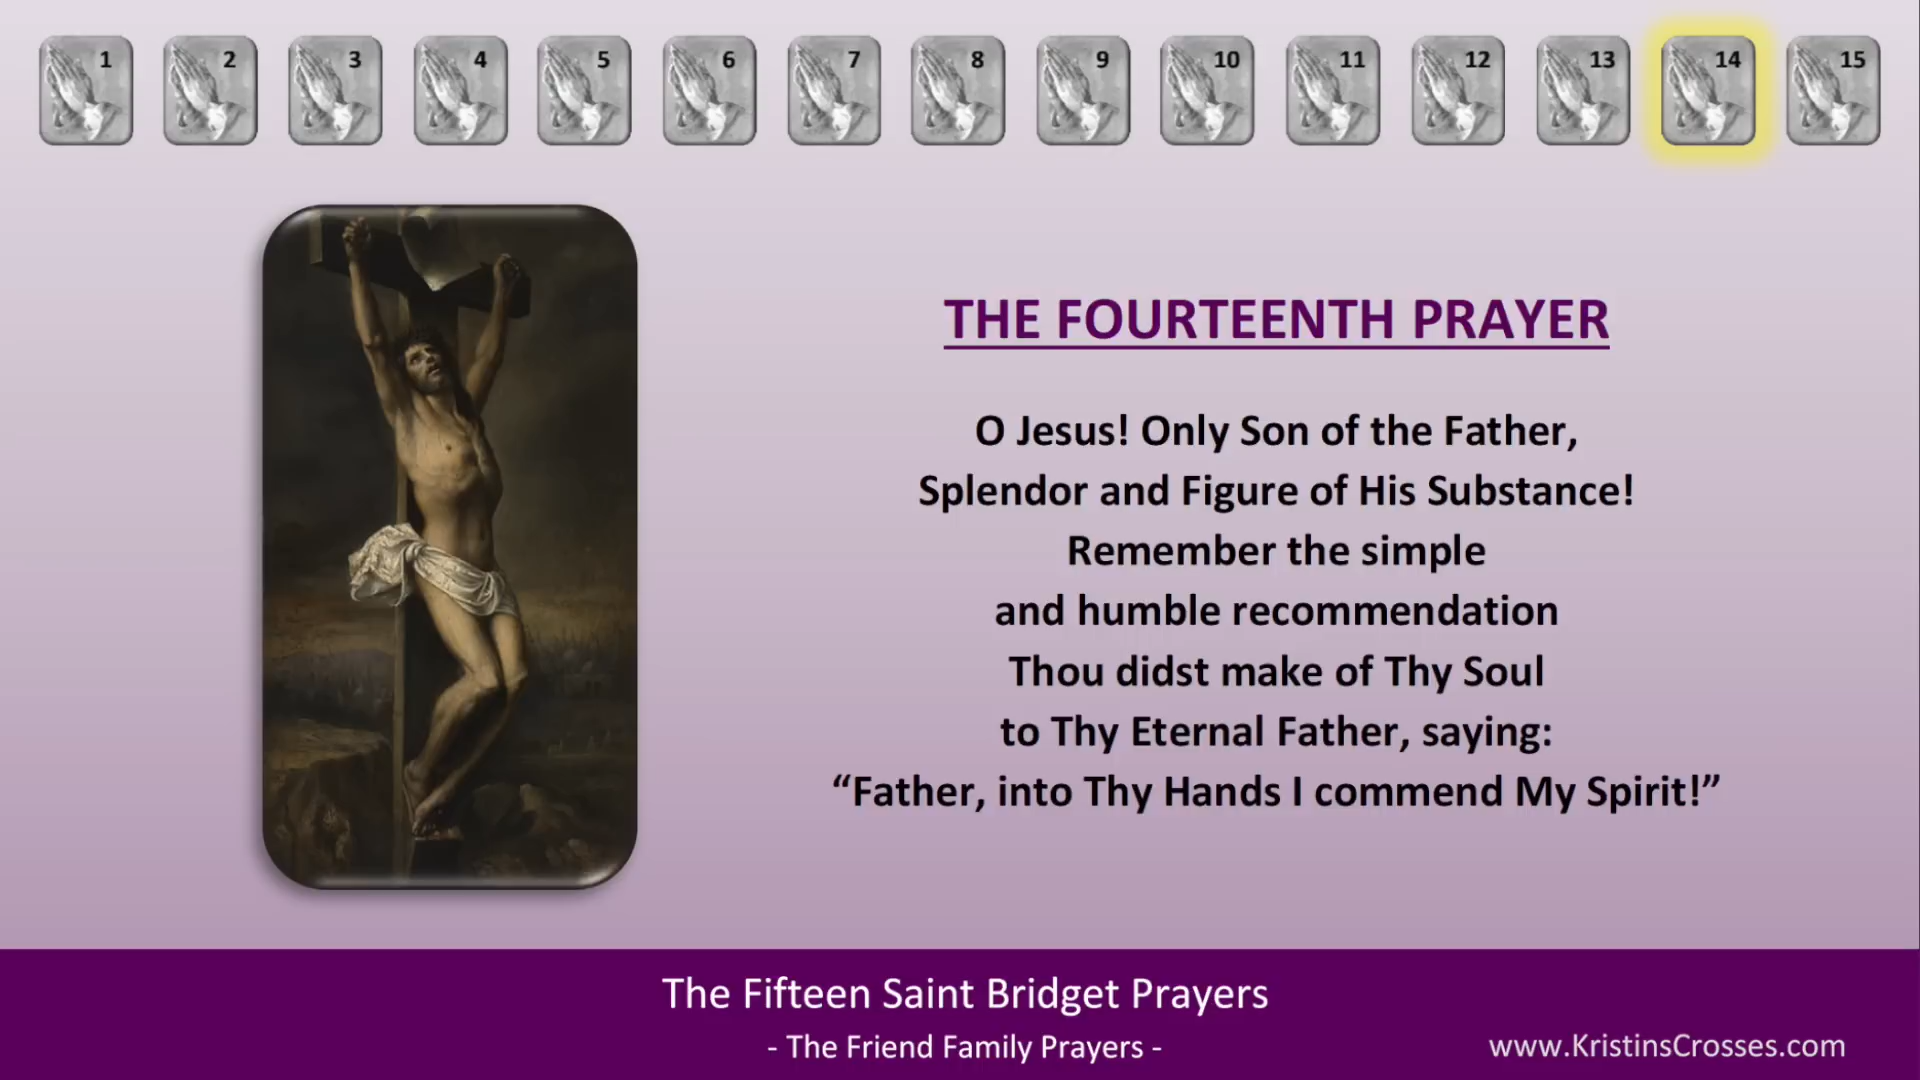 1 2 3 4 5 6 7 8 9 10 11 12 13 14 15
THE FOURTEENTH PRAYER
O Jesus! Only Son of the Father,
Splendor and Figure of His Substance!
Remember the simple
and humble recommendation
Thou didst make of Thy Soul
to Thy Eternal Father, saying:
“Father, into Thy Hands I commend My Spirit!”
The Fifteen Saint Bridget Prayers
- The Friend Family Prayers -
www.KristinsCrosses.com